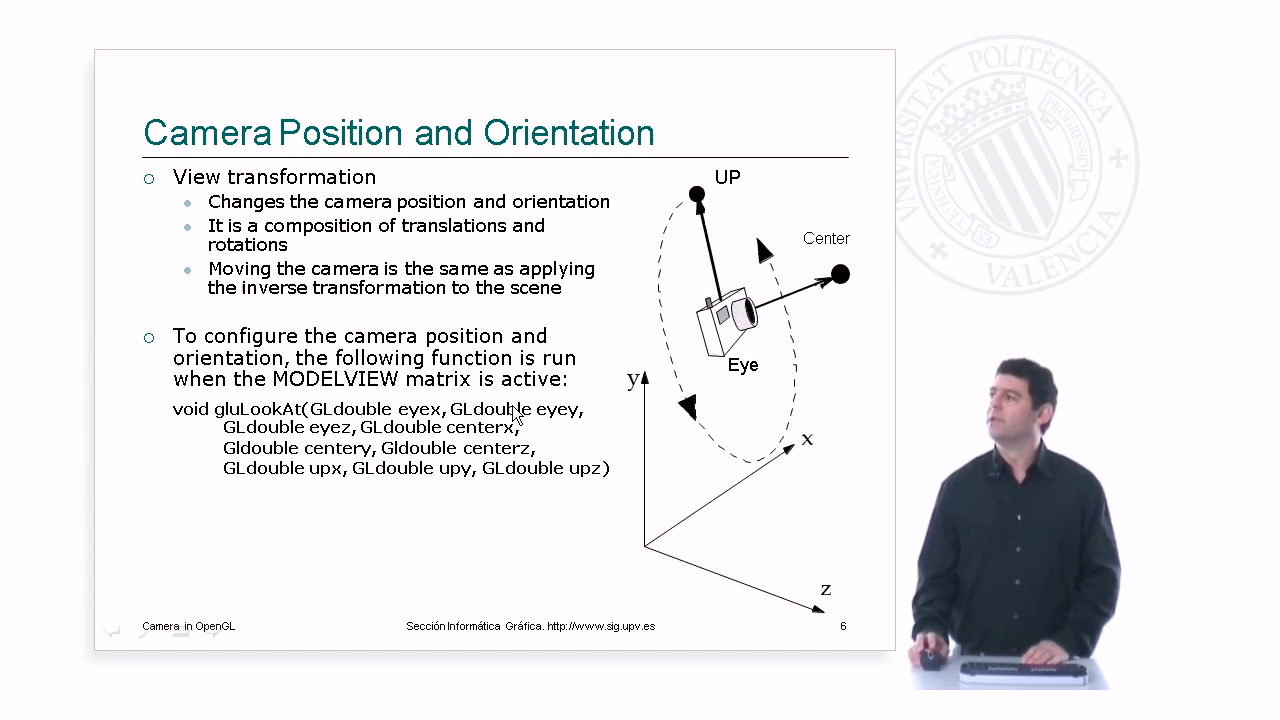 Camera Position and Orientation
View transformation
Changes the camera position and orientation
It is a composition of translations and
rotations
Moving the camera is the same as applying
the inverse transformation to the scene
To configure the camera position and
orientation, the following function is run
when the MODELVIEW matrix is active:
void gluLookAt(GLdouble eyex, GLdouble eyey,
GLdouble eyez, GLdouble centerx,
Gldouble centery, Gldouble centerz,
GLdouble upx, GLdouble upy, GLdouble upz)
UP
Center
Eye
y
x
z
Camera in OpenGL
Sección Informática Gráfica. http://www.sig.upv.es
6
UNIVERSITAT POLITÈCNICA
VALÈNCIA